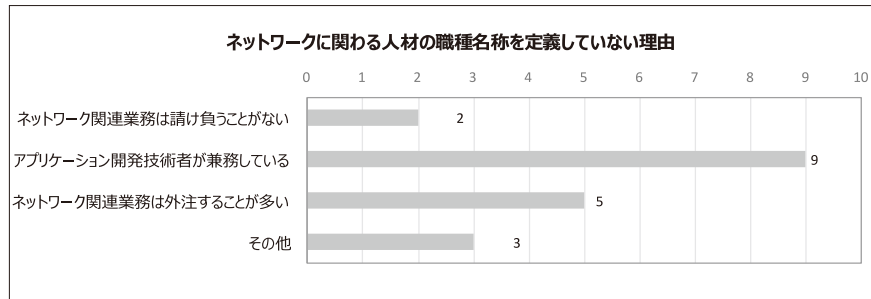 ネットワークに関わる人材の職種名称を定義していない理由
0 1 2 3 4 5 6 7 8 9 10
ネットワーク関連業務は請け負うことがない 2
アプリケーション開発技術者が兼務している 9
ネットワーク関連業務は外注することが多い 5
その他 3